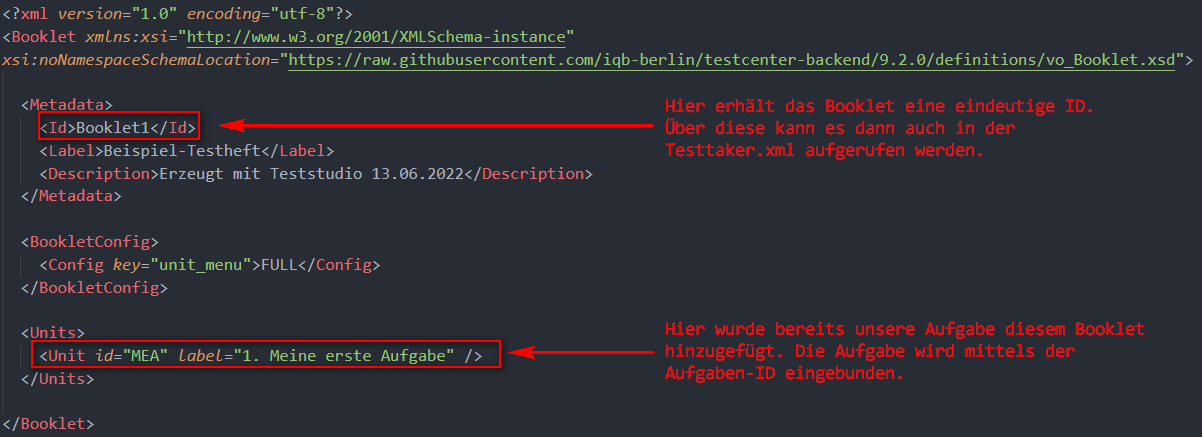 <?xml version="1.0" encoding="utf-8"?>
<Booklet xmlns:xsi="http://www.w3.org/2001/XMLSchema-instance"
xsi:noNamespaceSchemaLocation="https://raw.githubusercontent.com/iqb-berlin/testcenter-backend/9.2.0/definitions/vo_Booklet.xsd">
<Metadata>
<Id>Booklet1</Id>
<Label>Beispiel-Testheft</Label>
<Description>Erzeugt mit Teststudio 13.06.2022</Description>
</Metadata>
Hier erhält das Booklet eine eindeutige ID.
Über diese kann es dann auch in der
Testtaker.xml aufgerufen werden.
<BookletConfig>
<Config key="unit_menu">FULL</Config>
</BookletConfig>
<Units>
<Unit id="MEA" label="1. Meine erste Aufgabe" />
</Units>
Hier wurde bereits unsere Aufgabe diesem Booklet
hinzugefügt. Die Aufgabe wird mittels der
Aufgaben-ID eingebunden.
</Booklet>